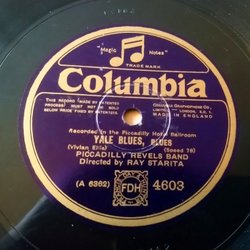 "Magic Notes"
TRADE MARK
Columbia
THIS RECORD IMADE BY PATENTED
PROCESS) MUST NOT BE SOLD
BELOW PRICE FIXED BY PATENTEES.
COLUMBIA GRAPHOPHONE CO.
LIMITED - LONDON, E.C.1.
MADE IN ENGLAND
Recorded in the Piccadilly Hotel Ballroom
YALE BLUES, BLUES
(Vivian Ellis) (Speed 78)
PICCADILLY REVELS BAND
Directed by RAY STARITA
(A 6362) FDH 4603